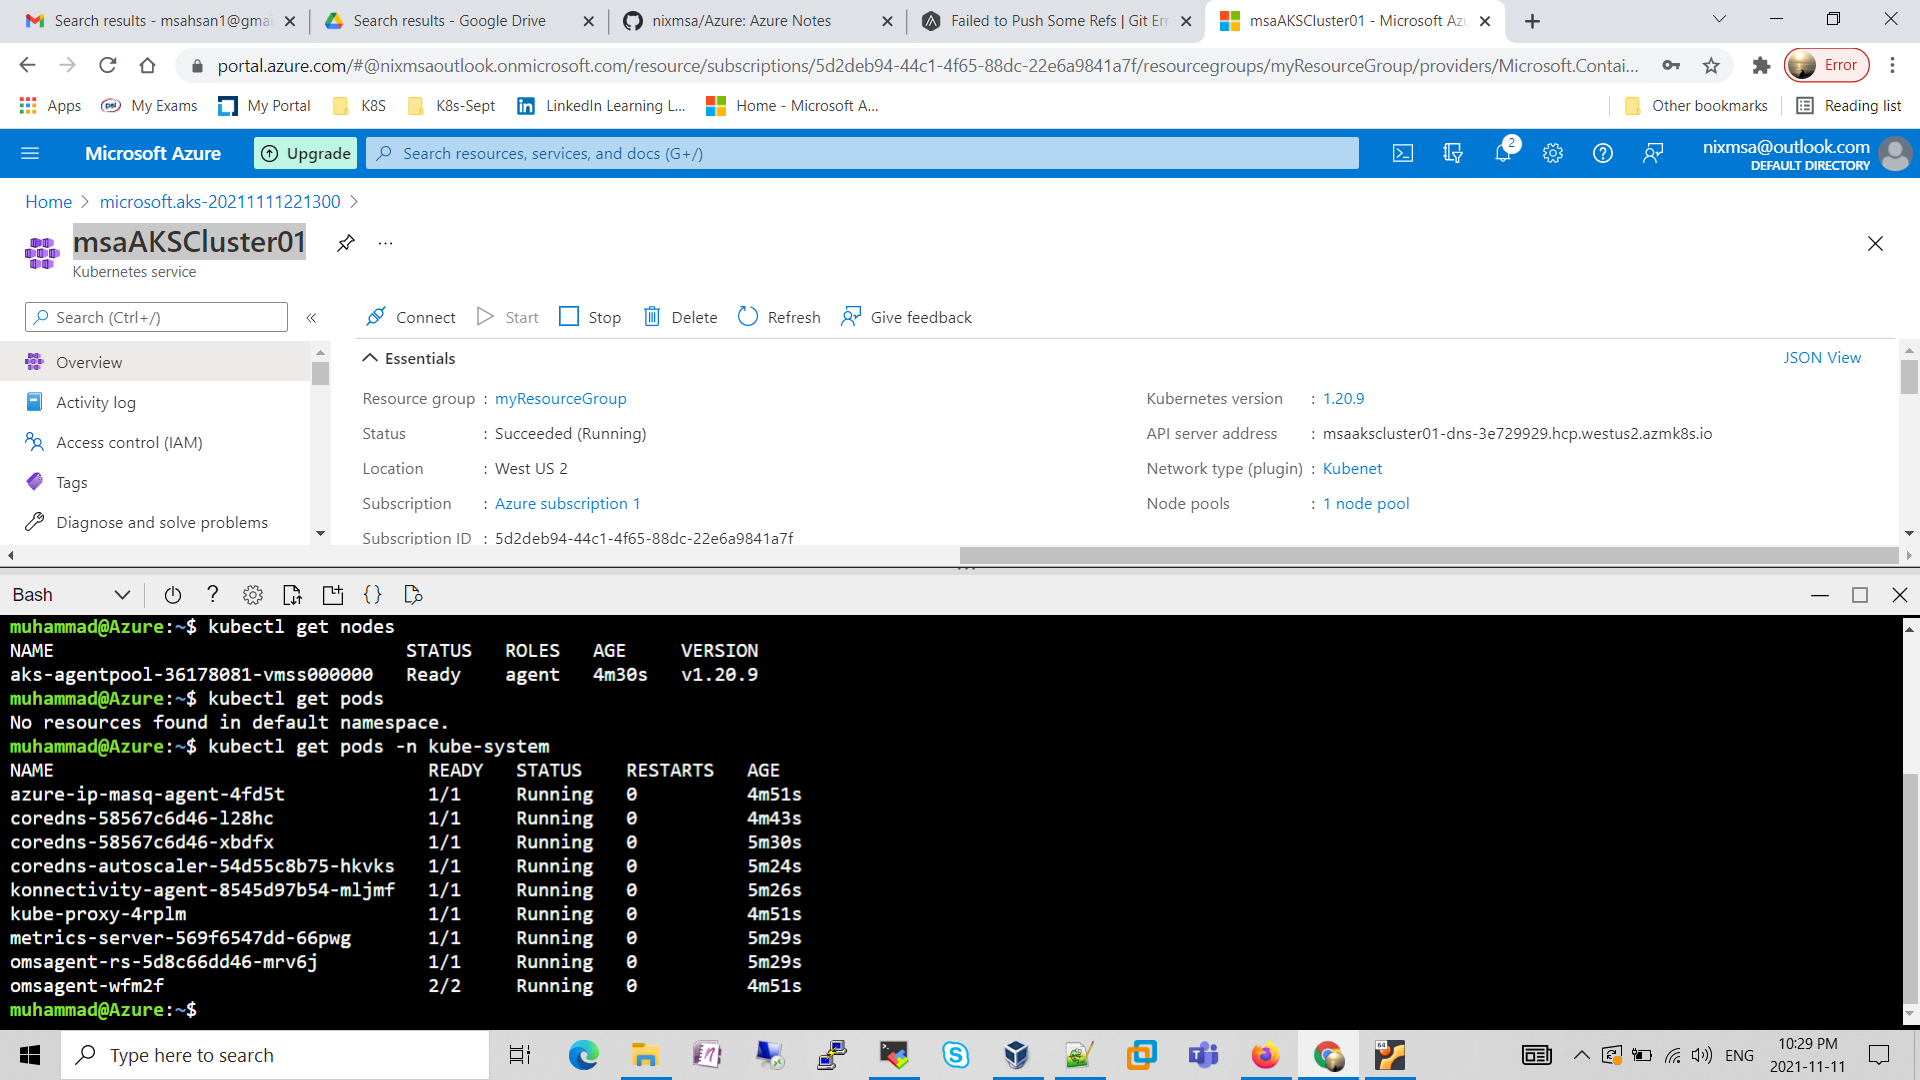 Search results - msahsan1@gmai
Search results - Google Drive
nixmsa/Azure: Azure Notes
Failed to Push Some Refs | Git Err
msaAKSCluster01 - Microsoft Azu
portal.azure.com/#@nixmsaoutlook.onmicrosoft.com/resource/subscriptions/5d2deb94-44c1-4f65-88dc-22e6a9841a7f/resourcegroups/myResourceGroup/providers/Microsoft.Contai...
Error
Apps
My Exams
My Portal
K8S
K8s-Sept
LinkedIn Learning L...
Home - Microsoft A...
Other bookmarks
Reading list
Microsoft Azure
Upgrade
Search resources, services, and docs (G+/)
2
nixmsa@outlook.com
DEFAULT DIRECTORY
Home > microsoft.aks-20211111221300 >
msaAKSCluster01
...
Kubernetes service
Search (Ctrl+/)
«
Connect
Start
Stop
Delete
Refresh
Give feedback
Overview
Activity log
Access control (IAM)
Tags
Diagnose and solve problems
Essentials
JSON View
Resource group : myResourceGroup
Status : Succeeded (Running)
Location : West US 2
Subscription : Azure subscription 1
Subscription ID : 5d2deb94-44c1-4f65-88dc-22e6a9841a7f
Kubernetes version : 1.20.9
API server address : msaakscluster01-dns-3e729929.hcp.westus2.azmk8s.io
Network type (plugin) : Kubenet
Node pools : 1 node pool
Bash
?
{ }
muhammad@Azure:~$ kubectl get nodes
NAME STATUS ROLES AGE VERSION
aks-agentpool-36178081-vmss000000 Ready agent 4m30s v1.20.9
muhammad@Azure:~$ kubectl get pods
No resources found in default namespace.
muhammad@Azure:~$ kubectl get pods -n kube-system
NAME READY STATUS RESTARTS AGE
azure-ip-masq-agent-4fd5t 1/1 Running 0 4m51s
coredns-58567c6d46-l28hc 1/1 Running 0 4m43s
coredns-58567c6d46-xbdfx 1/1 Running 0 5m30s
coredns-autoscaler-54d55c8b75-hkvks 1/1 Running 0 5m24s
konnectivity-agent-8545d97b54-mljmf 1/1 Running 0 5m26s
kube-proxy-4rplm 1/1 Running 0 4m51s
metrics-server-569f6547dd-66pwg 1/1 Running 0 5m29s
omsagent-rs-5d8c66dd46-mrv6j 1/1 Running 0 5m29s
omsagent-wfm2f 2/2 Running 0 4m51s
muhammad@Azure:~$
Type here to search
64
ENG
10:29 PM
2021-11-11